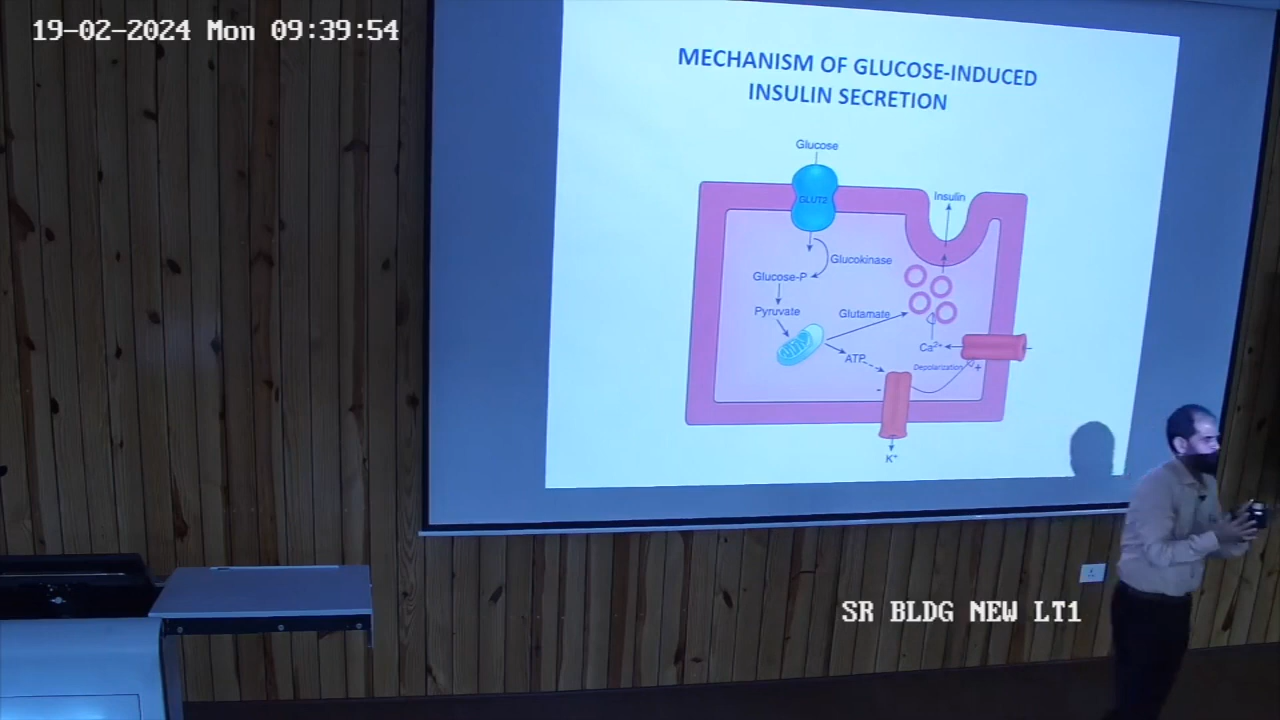 19-02-2024 Mon 09:39:54
MECHANISM OF GLUCOSE-INDUCED
INSULIN SECRETION
Glucose
GLUT2
Insulin
Glucokinase
Glucose-P
Pyruvate
Glutamate
Ca2+
ATP
Depolarization
+
-
K+
SR BLDG NEW LT1